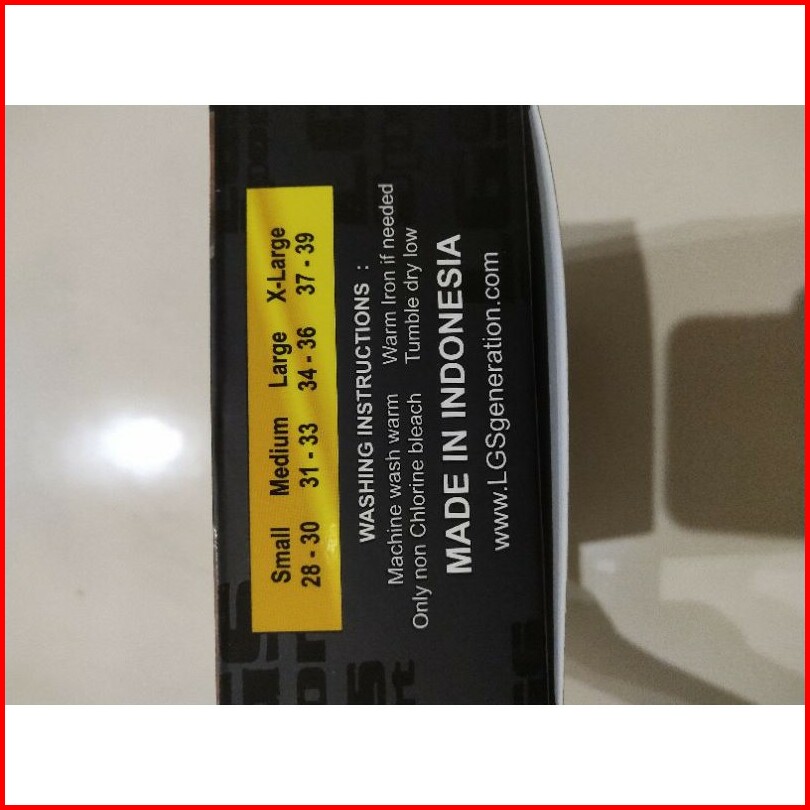 Small Medium Large X-Large
28 - 30 31 - 33 34 - 36 37 - 39
WASHING INSTRUCTIONS :
Machine wash warm Warm Iron if needed
Only non Chlorine bleach Tumble dry low
MADE IN INDONESIA
www.LGSgeneration.com